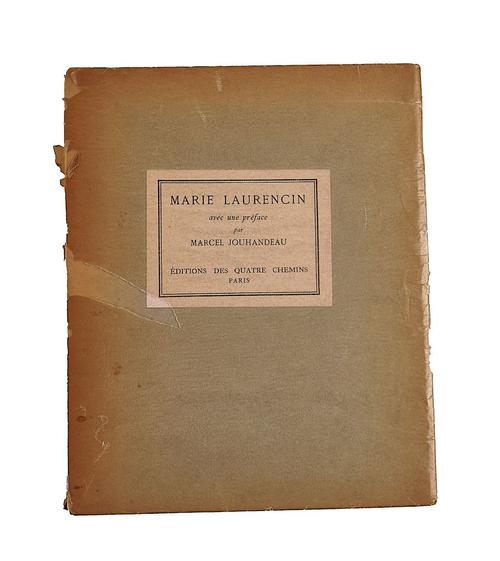 MARIE LAURENCIN
avec une préface
par
MARCEL JOUHANDEAU
ÉDITIONS DES QUATRE CHEMINS
PARIS